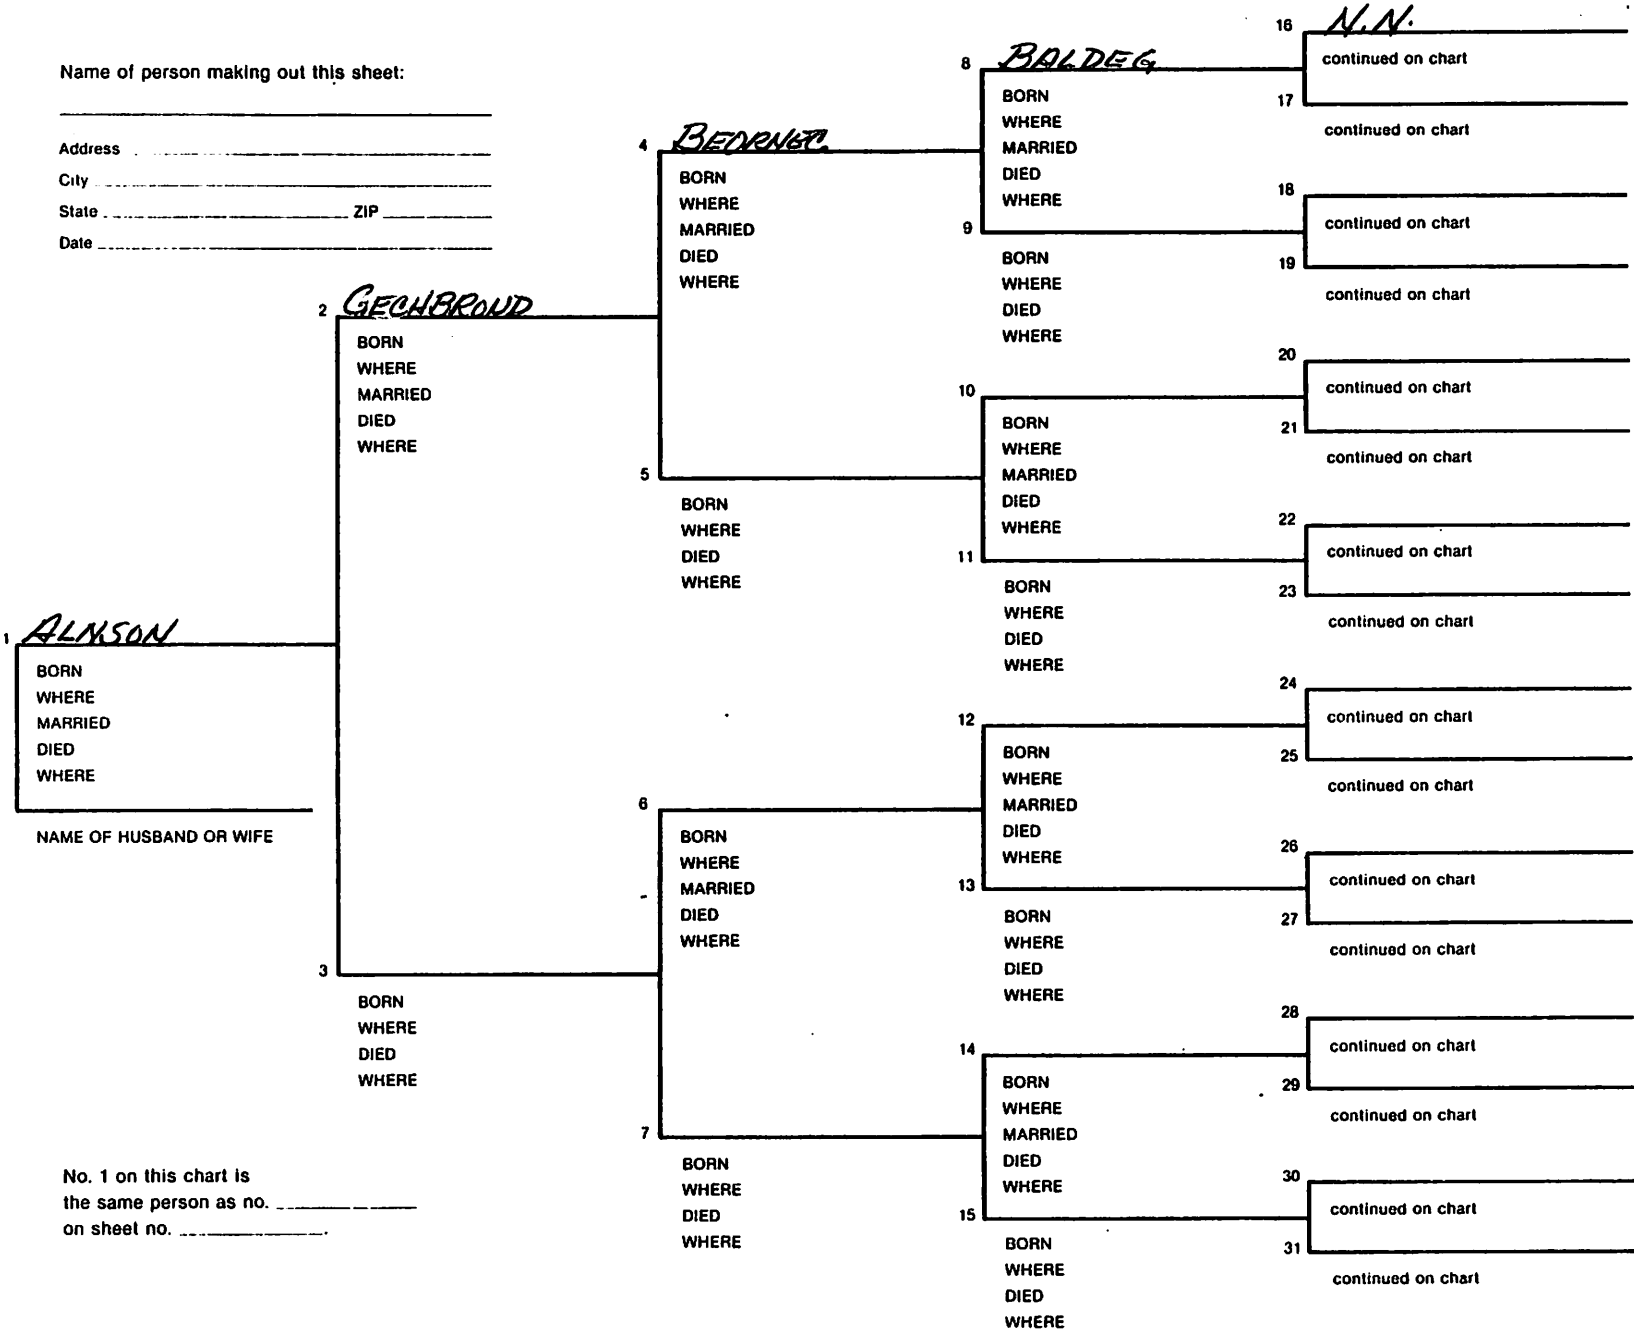 Name of person making out this sheet:
Address
City
State ZIP
Date
1 ALNSON
BORN
WHERE
MARRIED
DIED
WHERE
NAME OF HUSBAND OR WIFE
2 GECHBROND
BORN
WHERE
MARRIED
DIED
WHERE
3
BORN
WHERE
DIED
WHERE
4 BEORNEC
BORN
WHERE
MARRIED
DIED
WHERE
5
BORN
WHERE
DIED
WHERE
6
BORN
WHERE
MARRIED
DIED
WHERE
7
BORN
WHERE
DIED
WHERE
8 BALDEG
BORN
WHERE
MARRIED
DIED
WHERE
9
BORN
WHERE
DIED
WHERE
10
BORN
WHERE
MARRIED
DIED
WHERE
11
BORN
WHERE
DIED
WHERE
12
BORN
WHERE
MARRIED
DIED
WHERE
13
BORN
WHERE
DIED
WHERE
14
BORN
WHERE
MARRIED
DIED
WHERE
15
BORN
WHERE
DIED
WHERE
16 N.N.
continued on chart
17
continued on chart
18
continued on chart
19
continued on chart
20
continued on chart
21
continued on chart
22
continued on chart
23
continued on chart
24
continued on chart
25
continued on chart
26
continued on chart
27
continued on chart
28
continued on chart
29
continued on chart
30
continued on chart
31
continued on chart
No. 1 on this chart is
the same person as no.
on sheet no. .